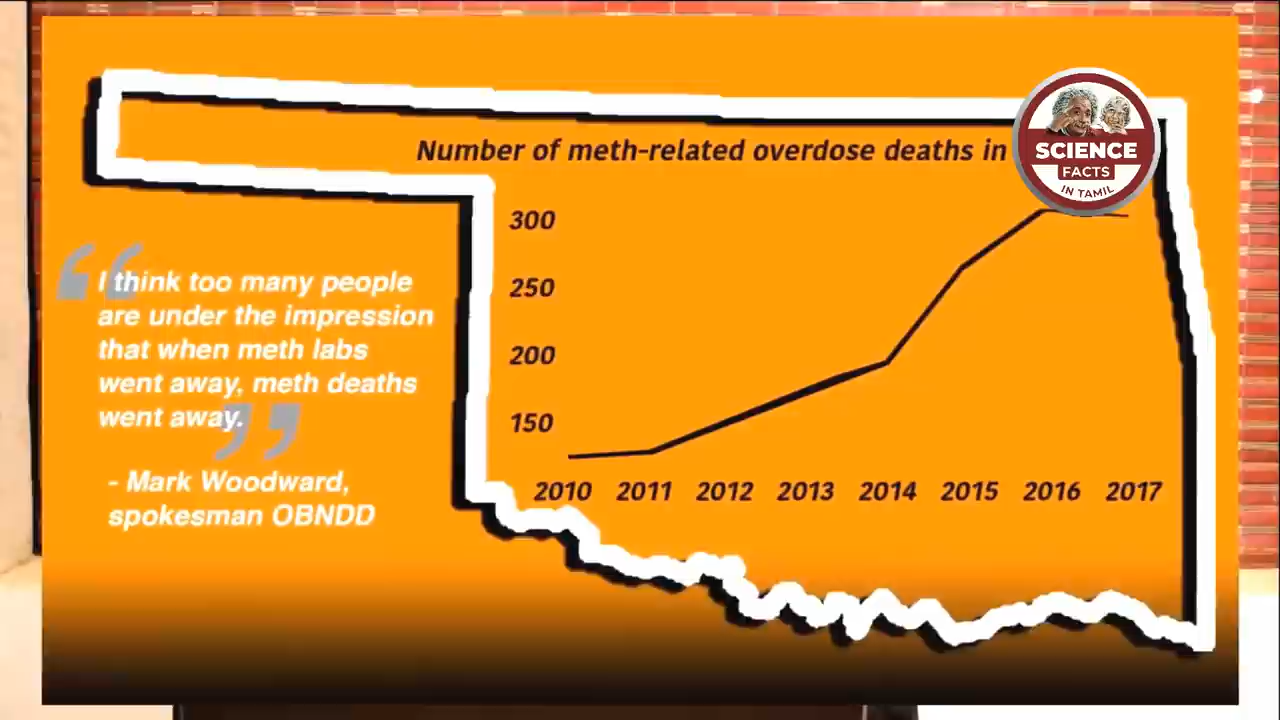 Number of meth-related overdose deaths in
SCIENCE
FACTS
IN TAMIL
300
250
200
150
2010 2011 2012 2013 2014 2015 2016 2017
“I think too many people
are under the impression
that when meth labs
went away, meth deaths
went away.”
- Mark Woodward,
spokesman OBNDD